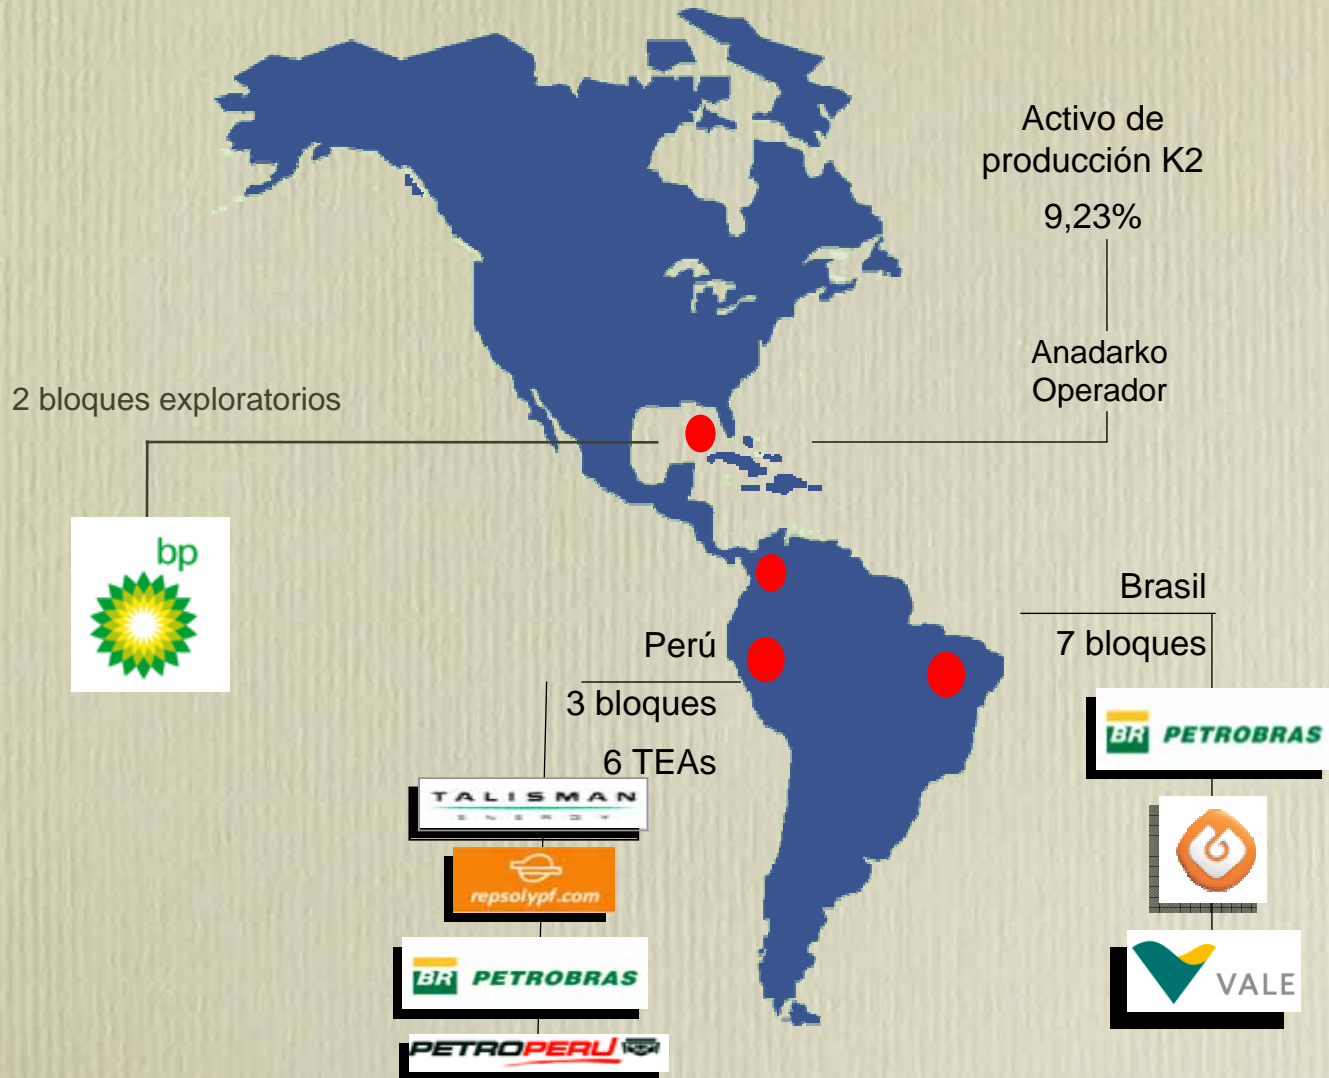 Activo de
producción K2
9,23%
Anadarko
Operador
2 bloques exploratorios
bp
Brasil
7 bloques
BR PETROBRAS
VALE
Perú
3 bloques
6 TEAs
TALISMAN
ENERGY
repsolypf.com
BR PETROBRAS
PETROPERU